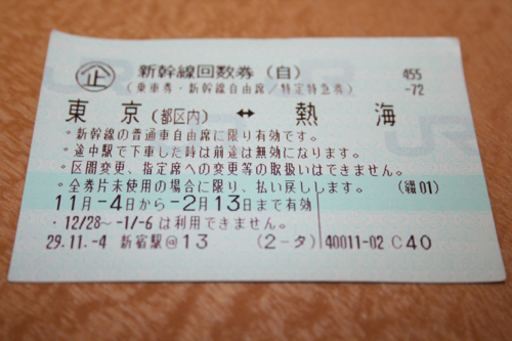 ㊣ 新幹線回数券（自） 455
（乗車券・新幹線自由席／特定特急券） -72
東京(都区内) ↔ 熱海
・新幹線の普通車自由席に限り有効です。
・途中駅で下車した時は前途は無効になります。
・区間変更、指定席への変更等の取扱いはできません。
・全券片未使用の場合に限り、払い戻しします。 (福01)
11月-4日から-2月13日まで有効
・12/28～-1/-6は利用できません。
29.11.-4 新宿駅@13 (2-タ) 40011-02 C40